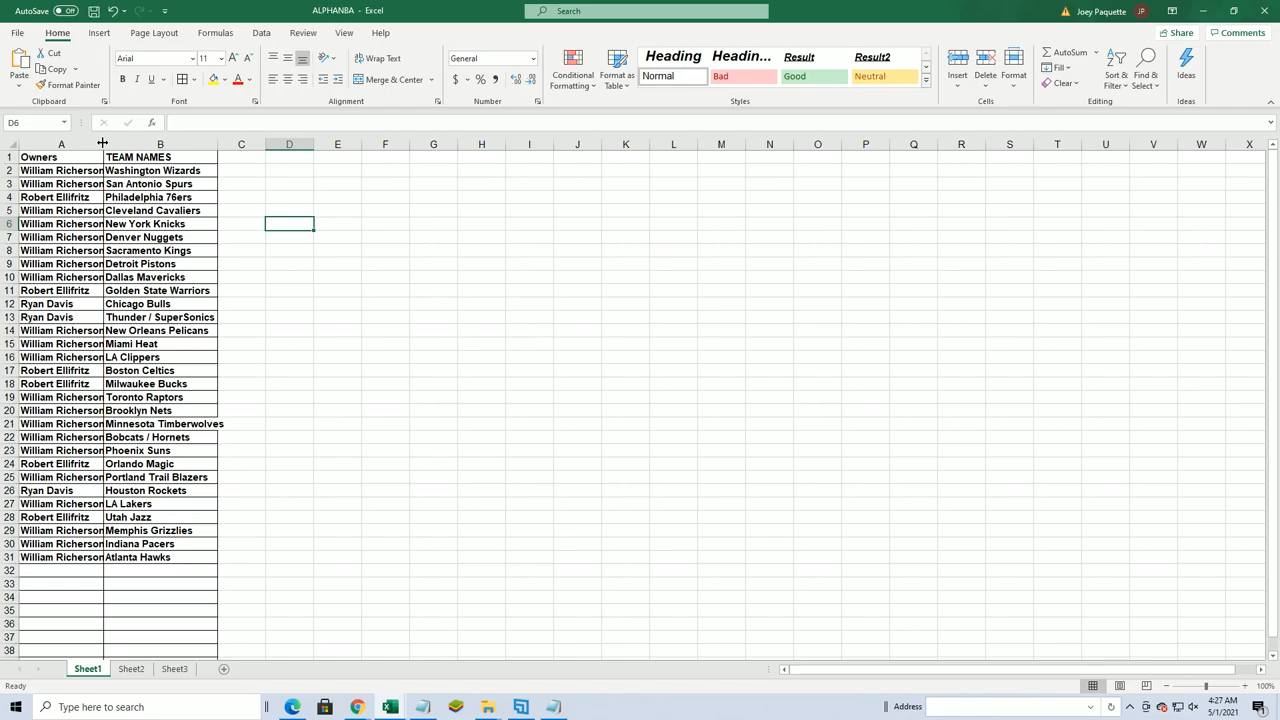 AutoSave Off ALPHANBA - Excel Search Joey Paquette JP
File Home Insert Page Layout Formulas Data Review View Help Share Comments
Paste Cut Copy Format Painter Clipboard
Arial 11 A A B I U A Font
Wrap Text Merge & Center Alignment
General $ % , Number
Conditional Formatting Format as Table
Heading Headin... Result Result2
Normal Bad Good Neutral
Styles
Insert Delete Format Cells
AutoSum Fill Clear Sort & Filter Find & Select Editing
Ideas Ideas
D6 fx
A B C D E F G H I J K L M N O P Q R S T U V W X
1 Owners TEAM NAMES
2 William Richerson Washington Wizards
3 William Richerson San Antonio Spurs
4 Robert Ellifritz Philadelphia 76ers
5 William Richerson Cleveland Cavaliers
6 William Richerson New York Knicks
7 William Richerson Denver Nuggets
8 William Richerson Sacramento Kings
9 William Richerson Detroit Pistons
10 William Richerson Dallas Mavericks
11 Robert Ellifritz Golden State Warriors
12 Ryan Davis Chicago Bulls
13 Ryan Davis Thunder / SuperSonics
14 William Richerson New Orleans Pelicans
15 William Richerson Miami Heat
16 William Richerson LA Clippers
17 Robert Ellifritz Boston Celtics
18 Robert Ellifritz Milwaukee Bucks
19 William Richerson Toronto Raptors
20 William Richerson Brooklyn Nets
21 William Richerson Minnesota Timberwolves
22 William Richerson Bobcats / Hornets
23 William Richerson Phoenix Suns
24 Robert Ellifritz Orlando Magic
25 William Richerson Portland Trail Blazers
26 Ryan Davis Houston Rockets
27 William Richerson LA Lakers
28 Robert Ellifritz Utah Jazz
29 William Richerson Memphis Grizzlies
30 William Richerson Indiana Pacers
31 William Richerson Atlanta Hawks
32
33
34
35
36
37
38
Sheet1 Sheet2 Sheet3
Ready 100%
Type here to search Address 4:27 AM
5/1/2021